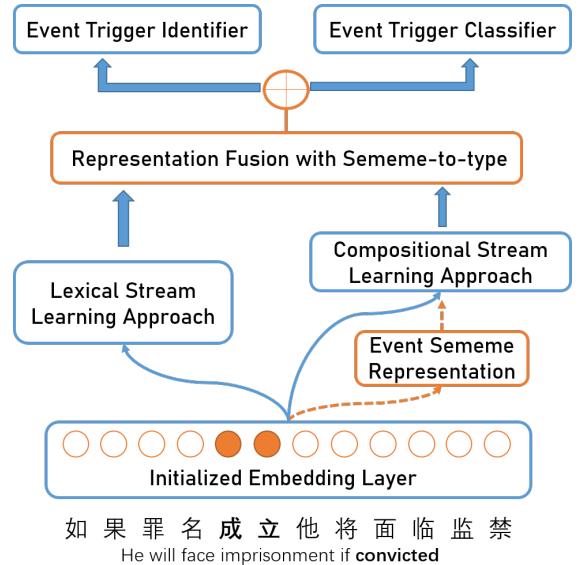 Event Trigger Identifier
Event Trigger Classifier
Representation Fusion with Sememe-to-type
Lexical Stream
Learning Approach
Compositional Stream
Learning Approach
Event Sememe
Representation
Initialized Embedding Layer
如果罪名成立他将面临监禁
He will face imprisonment if convicted